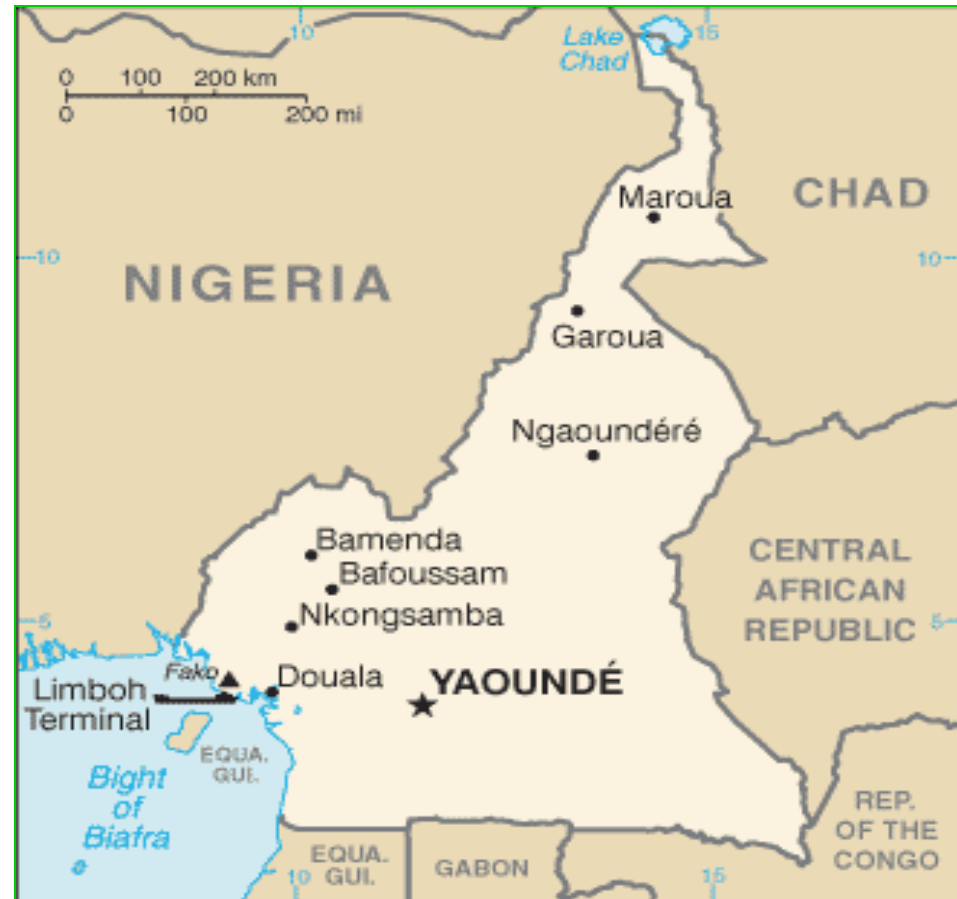 10
15
Lake
Chad
0 100 200 km
0 100 200 mi
Maroua
CHAD
10
10
NIGERIA
Garoua
Ngaoundéré
Bamenda
Bafoussam
CENTRAL
AFRICAN
REPUBLIC
Nkongsamba
5
5
Fako
Douala
YAOUNDÉ
Limboh
Terminal
EQUA.
GUI.
Bight
of
Biafra
REP.
OF THE
CONGO
EQUA.
GUI.
GABON
10
15